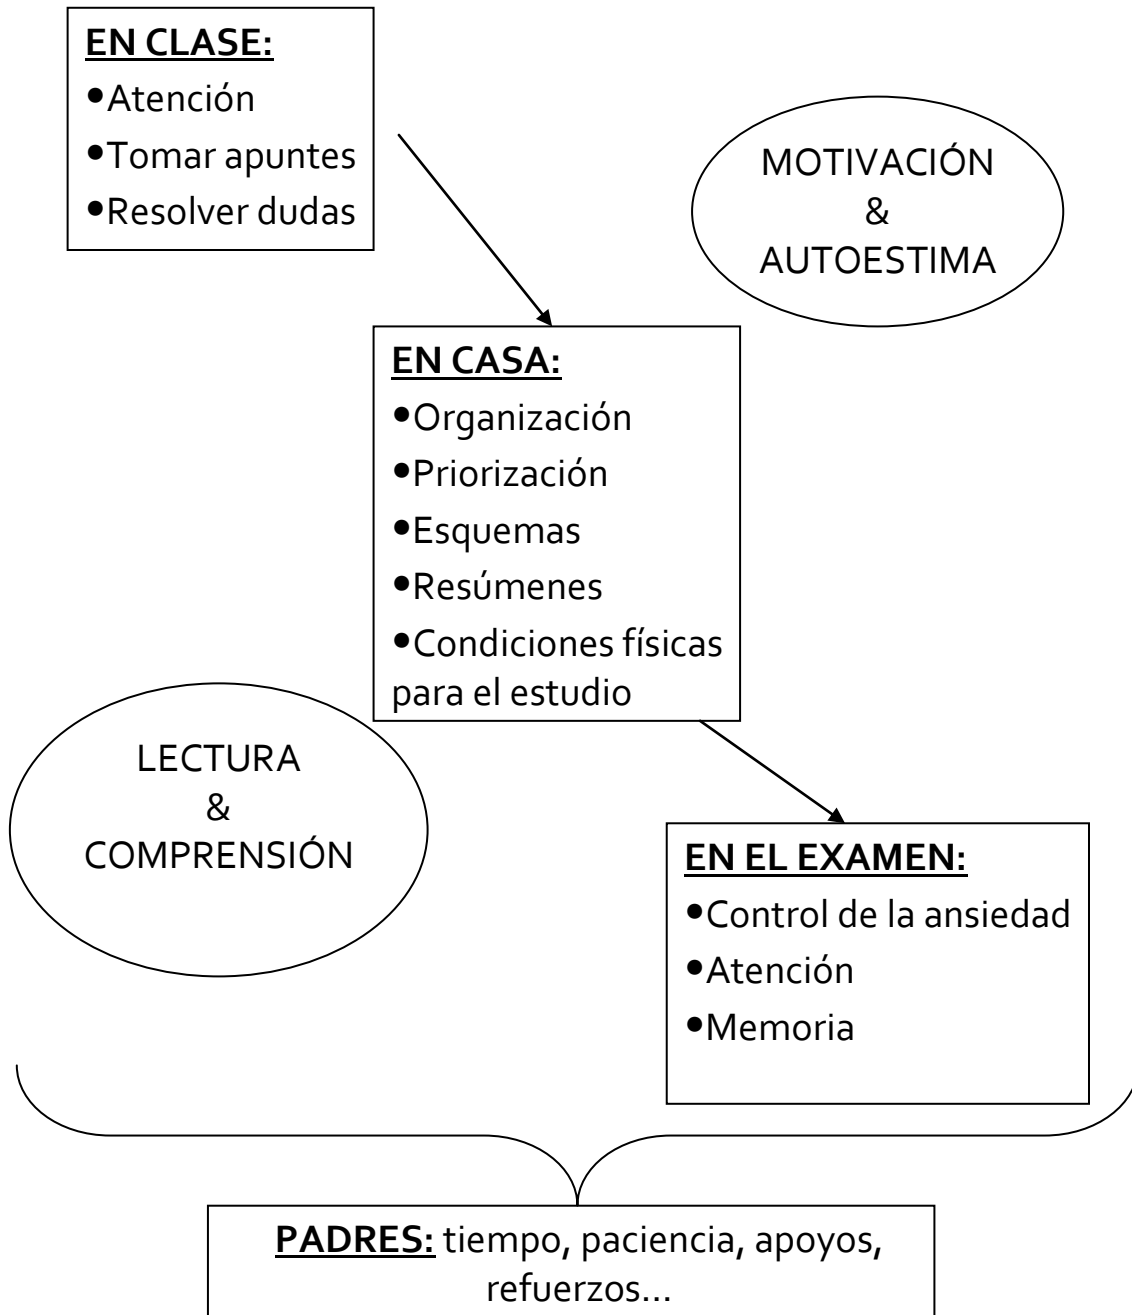 EN CLASE:
•Atención
•Tomar apuntes
•Resolver dudas
MOTIVACIÓN
&
AUTOESTIMA
EN CASA:
•Organización
•Priorización
•Esquemas
•Resúmenes
•Condiciones físicas
para el estudio
LECTURA
&
COMPRENSIÓN
EN EL EXAMEN:
•Control de la ansiedad
•Atención
•Memoria
PADRES: tiempo, paciencia, apoyos,
refuerzos...